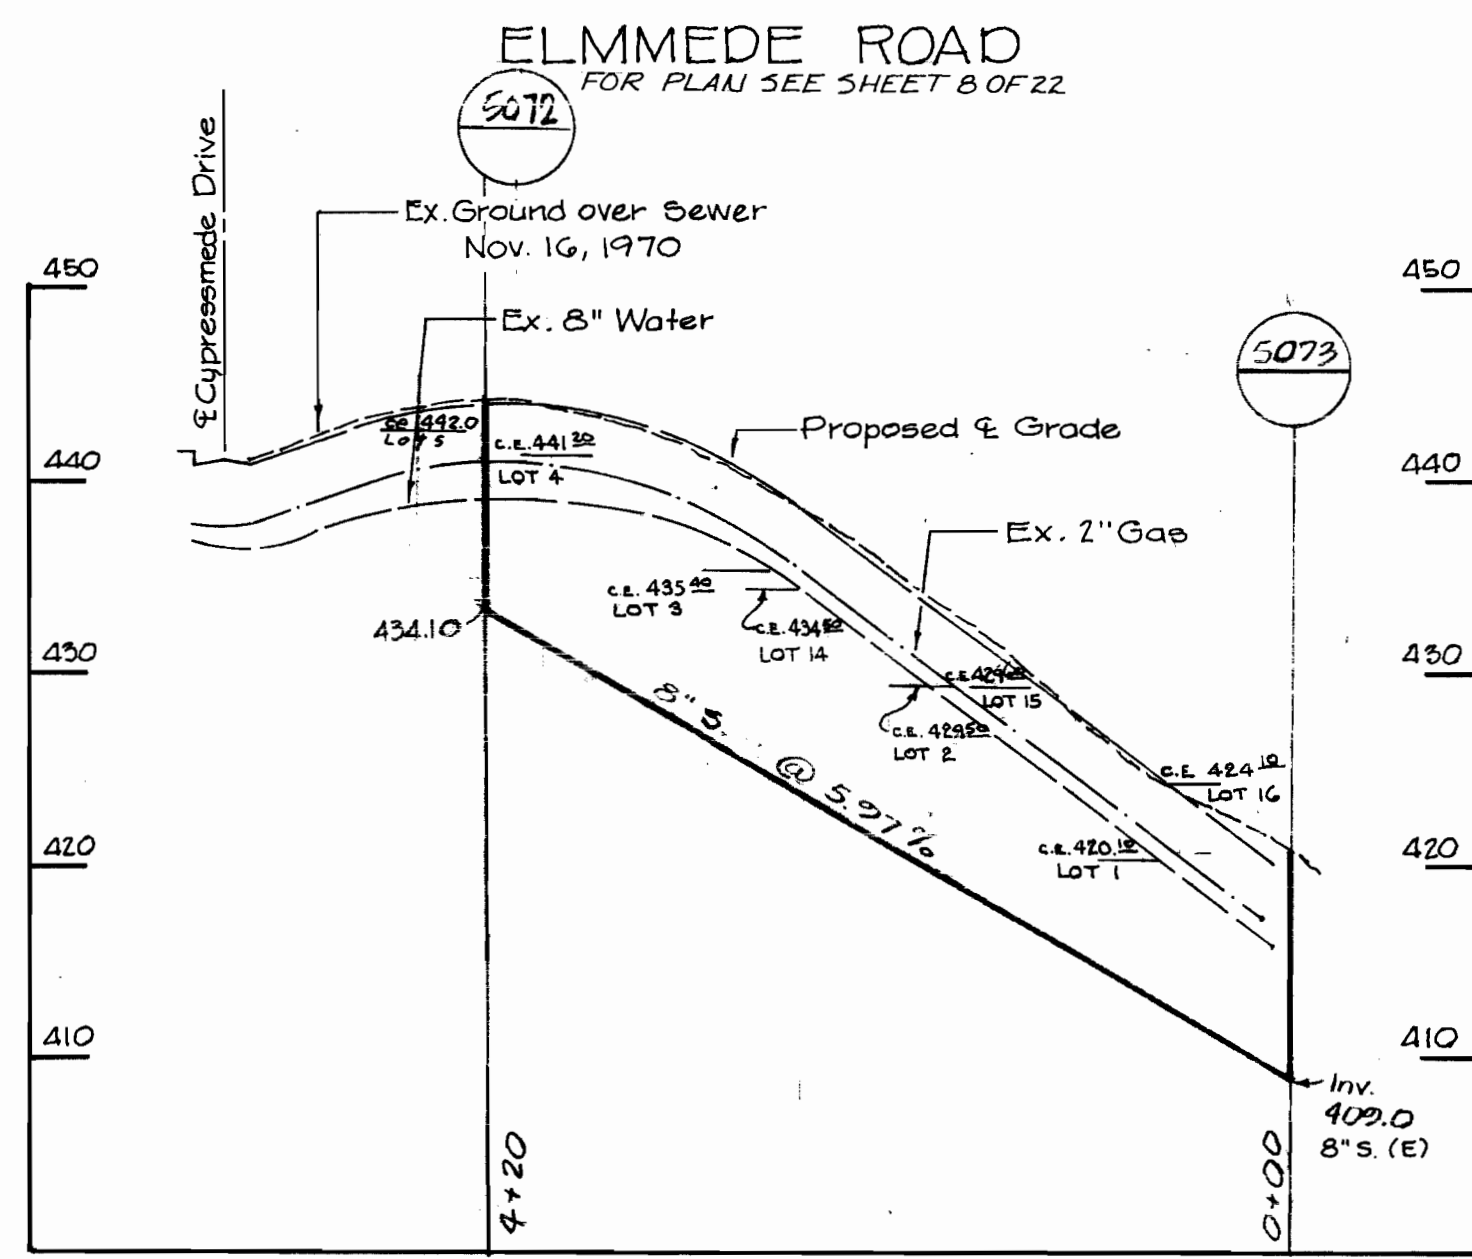 ELMMEDE ROAD
FOR PLAN SEE SHEET 8 OF 22
5072
℄ Cypressmede Drive
Ex. Ground over Sewer
Nov. 16, 1970
450
450
Ex. 8" Water
5073
C.E. 442.0
Lot 5
Proposed ℄ Grade
C.E. 441 20
LOT 4
440
440
Ex. 2" Gas
C.E. 435 40
LOT 3
434.10
C.E. 434 50
LOT 14
430
430
C.E.
LOT 15
8" S. @ 5.97%
C.E. 429 50
LOT 2
C.E. 424 10
LOT 16
C.E. 420.10
LOT 1
420
420
410
410
Inv.
409.0
8" S. (E)
4+20
0+00